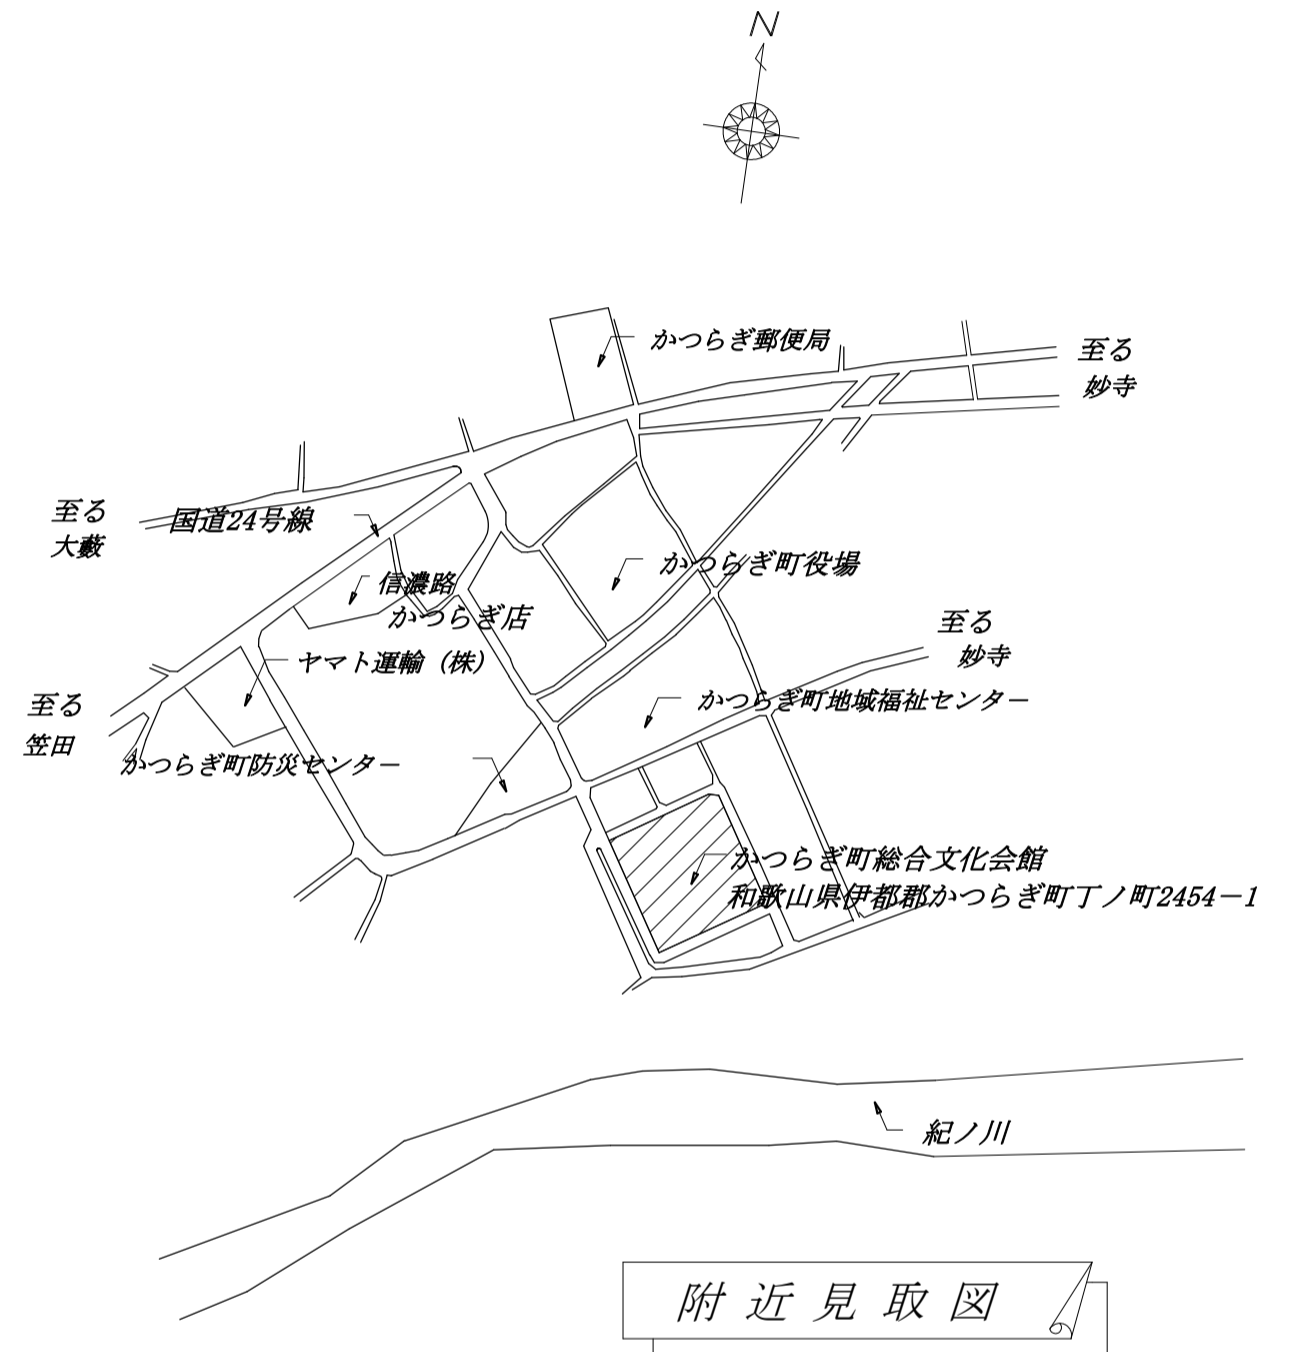 N
かつらぎ郵便局
至る
妙寺
至る
大藪
国道24号線
かつらぎ町役場
信濃路
かつらぎ店
至る
妙寺
ヤマト運輸（株）
かつらぎ町地域福祉センター
至る
笠田
かつらぎ町防災センター
かつらぎ町総合文化会館
和歌山県伊都郡かつらぎ町丁ノ町2454－1
紀ノ川
附近見取図